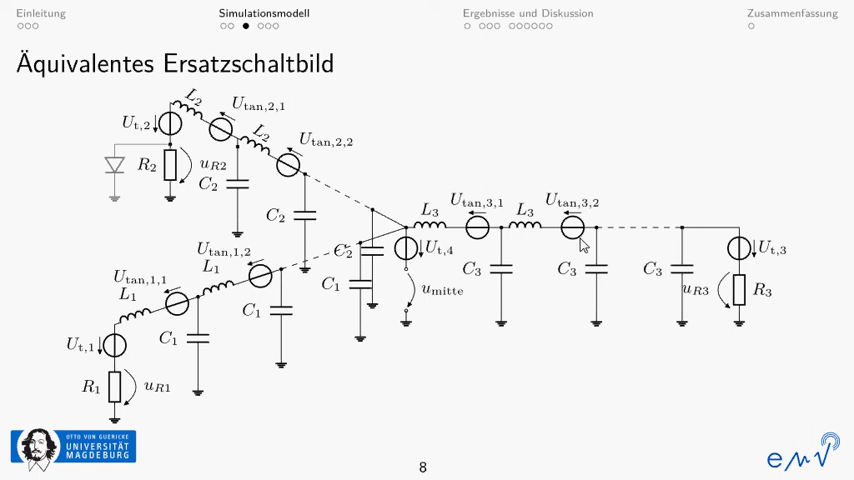 Einleitung
Simulationsmodell
Ergebnisse und Diskussion
Zusammenfassung
Äquivalentes Ersatzschaltbild
L2
Utan,2,1
Ut,2
L2
Utan,2,2
R2
uR2
C2
C2
L3
Utan,3,1
L3
Utan,3,2
Utan,1,2
L1
C2
Ut,4
Ut,3
Utan,1,1
L1
C3
C3
C3
C1
umitte
uR3
R3
C1
C1
Ut,1
R1
uR1
OTTO VON GUERICKE
UNIVERSITÄT
MAGDEBURG
8
emv